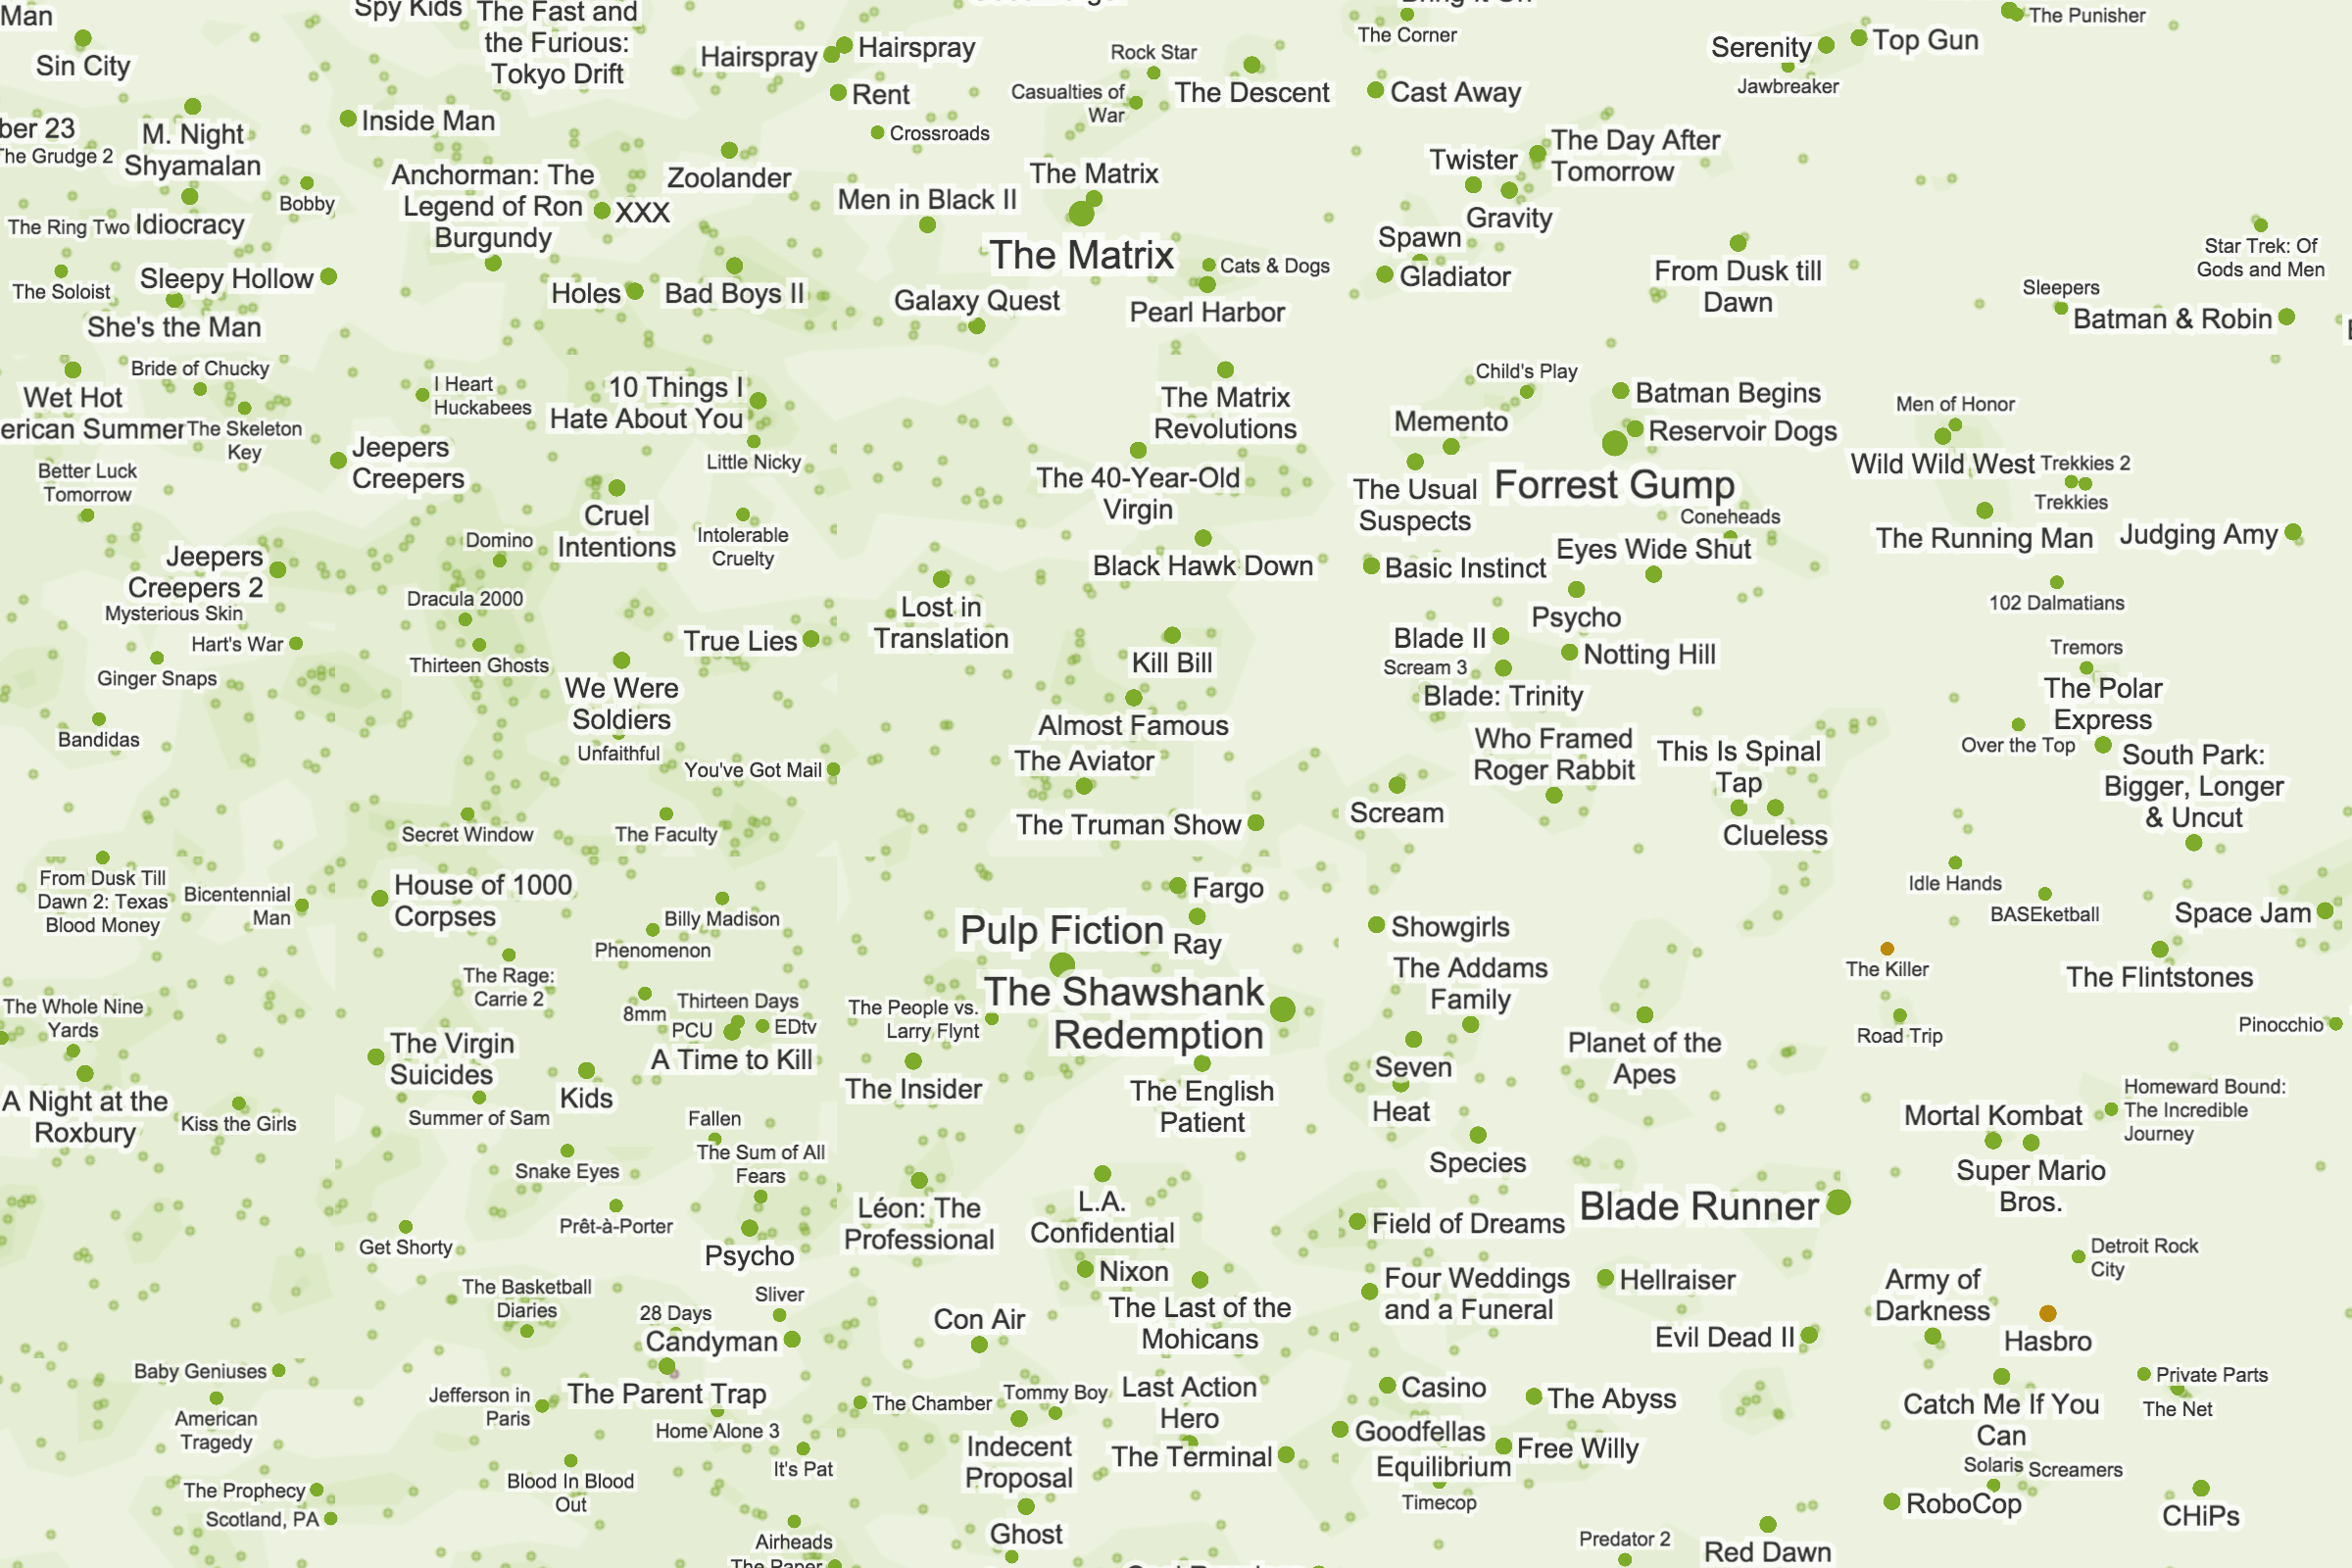 Man
Spy Kids
The Fast and
the Furious:
Tokyo Drift
The Corner
The Punisher
Sin City
Hairspray
Hairspray
Rock Star
Serenity
Top Gun
Jawbreaker
Rent
Casualties of
War
The Descent
Cast Away
Inside Man
Crossroads
ber 23
The Grudge 2
M. Night
Shyamalan
Anchorman: The
Legend of Ron
Burgundy
Zoolander
XXX
The Matrix
Men in Black II
Twister
The Day After
Tomorrow
Gravity
Bobby
The Ring Two
Idiocracy
The Matrix
Spawn
Gladiator
From Dusk till
Dawn
Star Trek: Of
Gods and Men
The Soloist
Sleepy Hollow
She's the Man
Holes
Bad Boys II
Galaxy Quest
Cats & Dogs
Pearl Harbor
Sleepers
Batman & Robin
Bride of Chucky
Wet Hot
erican Summer
The Skeleton
Key
I Heart
Huckabees
10 Things I
Hate About You
The Matrix
Revolutions
Child's Play
Batman Begins
Memento
Reservoir Dogs
Men of Honor
Better Luck
Tomorrow
Jeepers
Creepers
Little Nicky
The 40-Year-Old
Virgin
The Usual
Suspects
Forrest Gump
Wild Wild West
Trekkies 2
Trekkies
Cruel
Intentions
Intolerable
Cruelty
Black Hawk Down
Coneheads
Eyes Wide Shut
The Running Man
Judging Amy
Jeepers
Creepers 2
Domino
Basic Instinct
Mysterious Skin
Dracula 2000
Lost in
Translation
Psycho
102 Dalmatians
Hart's War
Thirteen Ghosts
True Lies
Kill Bill
Blade II
Scream 3
Notting Hill
Tremors
Ginger Snaps
We Were
Soldiers
Blade: Trinity
The Polar
Express
Bandidas
Unfaithful
Almost Famous
Who Framed
Roger Rabbit
This Is Spinal
Tap
Over the Top
You've Got Mail
The Aviator
South Park:
Bigger, Longer
& Uncut
Secret Window
The Faculty
The Truman Show
Scream
Clueless
From Dusk Till
Dawn 2: Texas
Blood Money
Bicentennial
Man
House of 1000
Corpses
Billy Madison
Phenomenon
Fargo
Pulp Fiction
Ray
Showgirls
Idle Hands
BASEketball
Space Jam
The Rage:
Carrie 2
The Addams
Family
The Killer
The Flintstones
The Whole Nine
Yards
8mm
Thirteen Days
PCU
EDtv
The People vs.
Larry Flynt
The Shawshank
Redemption
Road Trip
Pinocchio
The Virgin
Suicides
A Time to Kill
Planet of the
Apes
A Night at the
Roxbury
Kiss the Girls
Summer of Sam
Kids
The Insider
The English
Patient
Seven
Heat
Homeward Bound:
The Incredible
Journey
Mortal Kombat
Fallen
The Sum of All
Fears
Snake Eyes
Species
Super Mario
Bros.
Prêt-à-Porter
Léon: The
Professional
L.A.
Confidential
Blade Runner
Field of Dreams
Get Shorty
Psycho
Nixon
Detroit Rock
City
The Basketball
Diaries
Sliver
The Last of the
Mohicans
Four Weddings
and a Funeral
Hellraiser
Army of
Darkness
28 Days
Candyman
Con Air
Evil Dead II
Hasbro
Baby Geniuses
The Parent Trap
Jefferson in
Paris
The Chamber
Tommy Boy
Last Action
Hero
Casino
The Abyss
Private Parts
The Net
American
Tragedy
Home Alone 3
Catch Me If You
Can
Goodfellas
Free Willy
Indecent
Proposal
The Terminal
Equilibrium
It's Pat
Blood In Blood
Out
The Prophecy
Scotland, PA
Timecop
Solaris
Screamers
RoboCop
CHiPs
Ghost
Airheads
The Paper
Predator 2
Red Dawn